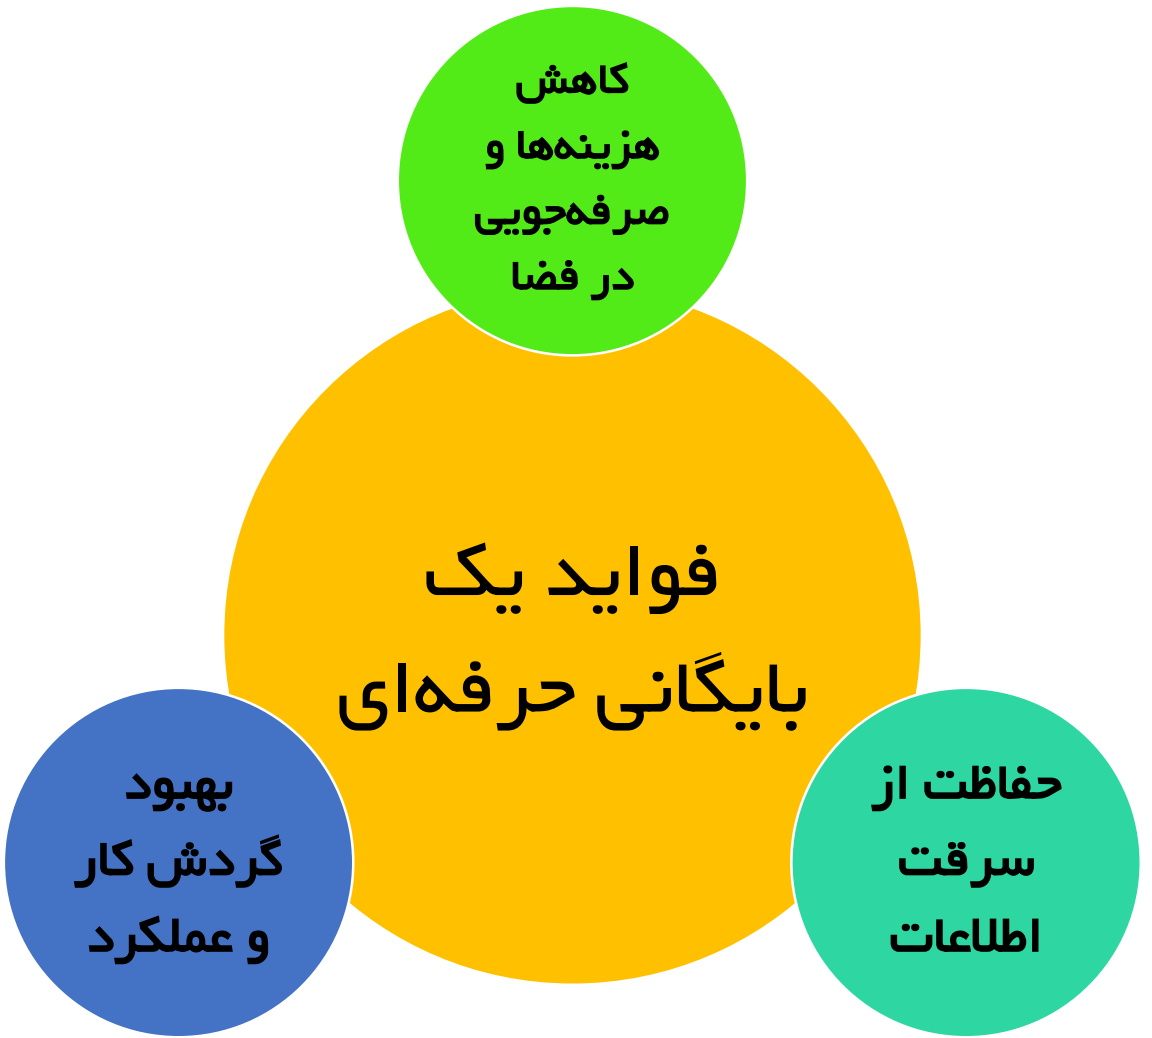 کاهش
هزینه‌ها و
صرفه‌جویی
در فضا
فواید یک
بایگانی حرفه‌ای
حفاظت از
سرقت
اطلاعات
بهبود
گردش کار
و عملکرد